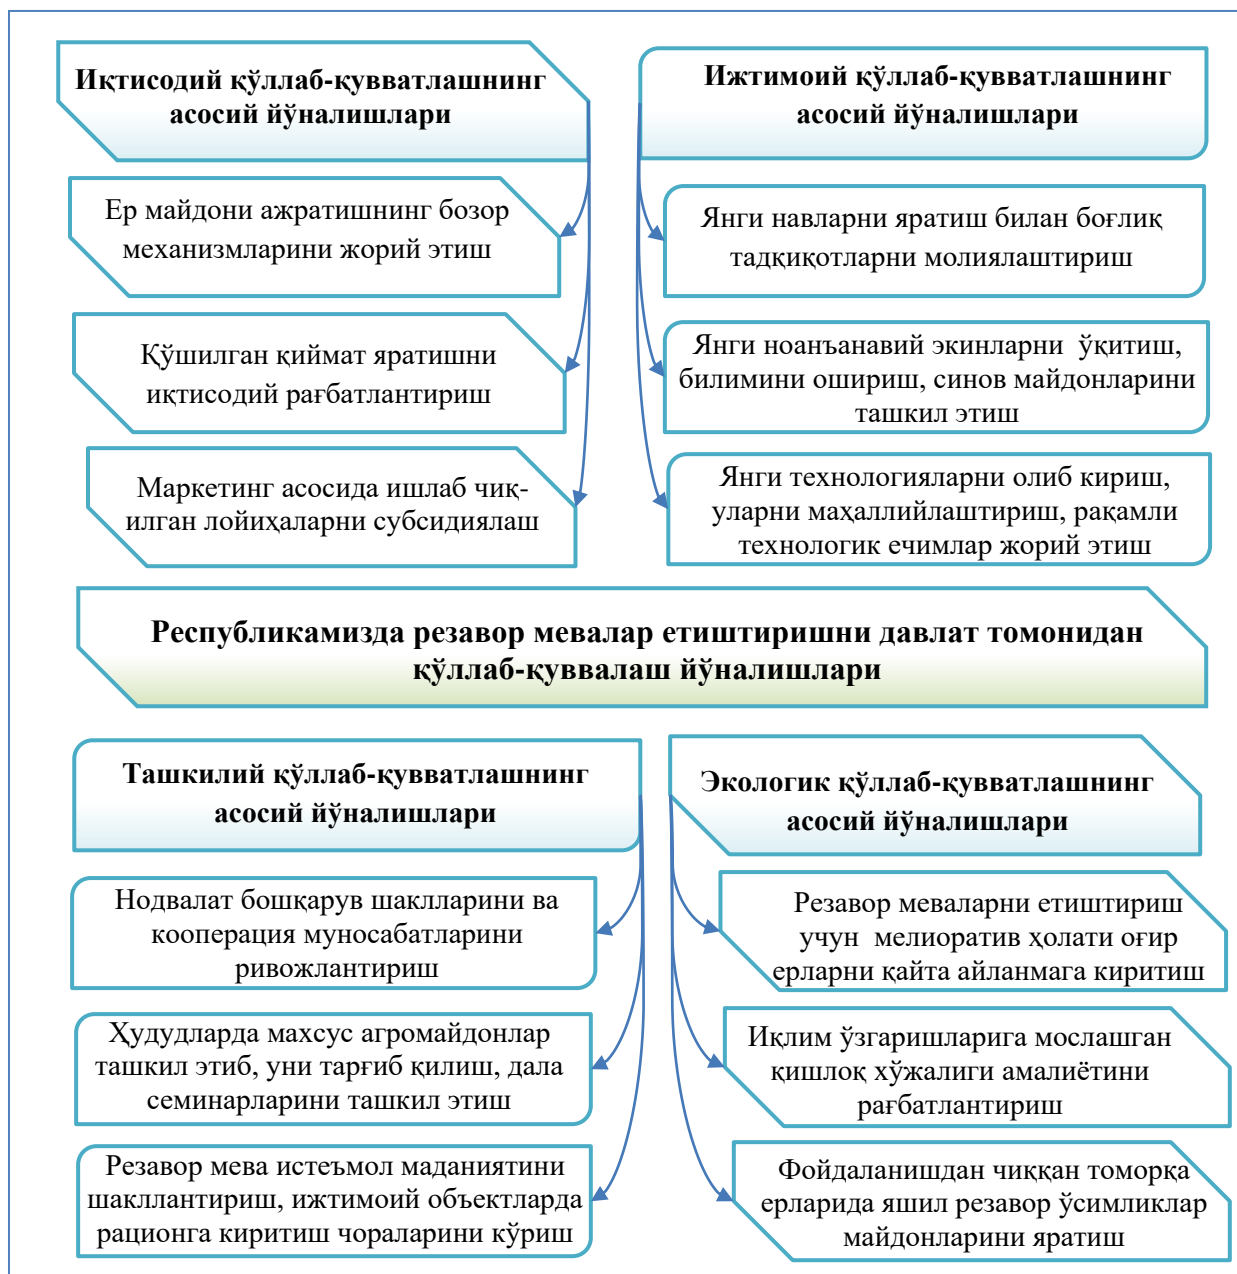 Иқтисодий қўллаб-қувватлашнинг
асосий йўналишлари
Ер майдони ажратишнинг бозор
механизмларини жорий этиш
Қўшилган қиймат яратишни
иқтисодий рағбатлантириш
Маркетинг асосида ишлаб чиқ-
илган лойиҳаларни субсидиялаш
Ижтимоий қўллаб-қувватлашнинг
асосий йўналишлари
Янги навларни яратиш билан боғлиқ
тадқиқотларни молиялаштириш
Янги ноанъанавий экинларни ўқитиш,
билимини ошириш, синов майдонларини
ташкил этиш
Янги технологияларни олиб кириш,
уларни маҳаллийлаштириш, рақамли
технологик ечимлар жорий этиш
Республикамизда резавор мевалар етиштиришни давлат томонидан
қўллаб-қуввалаш йўналишлари
Ташкилий қўллаб-қувватлашнинг
асосий йўналишлари
Нодвалат бошқарув шаклларини ва
кооперация муносабатларини
ривожлантириш
Ҳудудларда махсус агромайдонлар
ташкил этиб, уни тарғиб қилиш, дала
семинарларини ташкил этиш
Резавор мева истеъмол маданиятини
шакллантириш, ижтимоий объектларда
рационга киритиш чораларини кўриш
Экологик қўллаб-қувватлашнинг
асосий йўналишлари
Резавор меваларни етиштириш
учун мелиоратив ҳолати оғир
ерларни қайта айланмага киритиш
Иқлим ўзгаришларига мослашган
қишлоқ хўжалиги амалиётини
рағбатлантириш
Фойдаланишдан чиққан томорқа
ерларида яшил резавор ўсимликлар
майдонларини яратиш